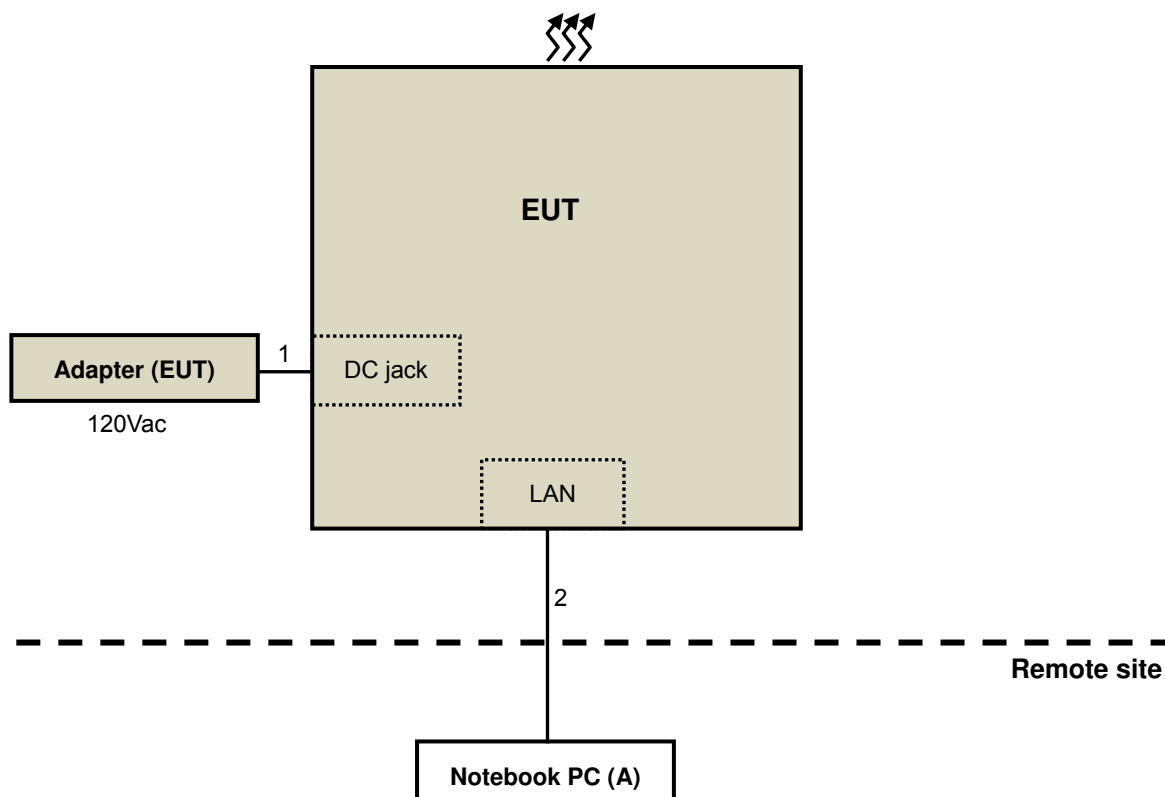 EUT
1
Adapter (EUT)
DC jack
120Vac
LAN
2
Remote site
Notebook PC (A)